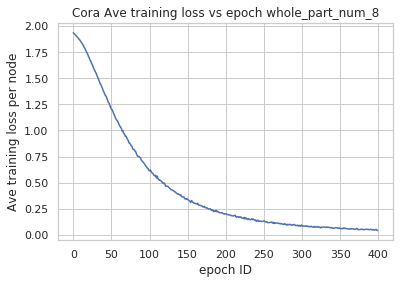 Cora Ave training loss vs epoch whole_part_num_8
Ave training loss per node
2.00
1.75
1.50
1.25
1.00
0.75
0.50
0.25
0.00
0 50 100 150 200 250 300 350 400
epoch ID